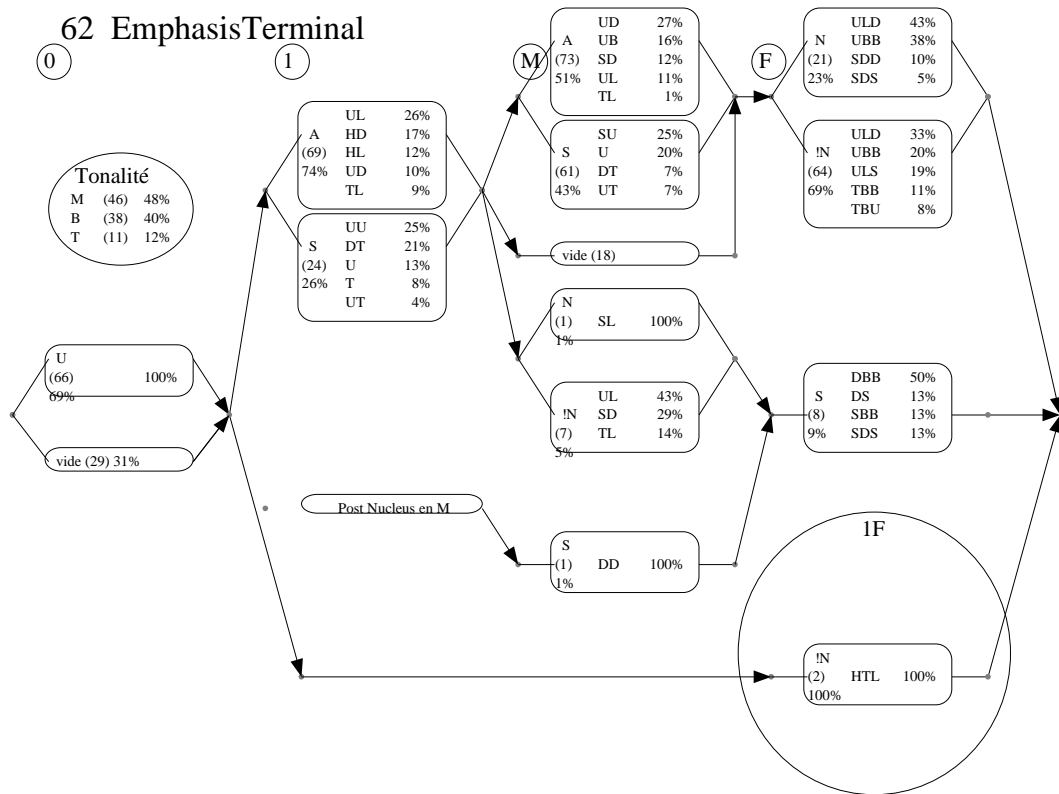 62 EmphasisTerminal
0
1
M
F
Tonalité
M (46) 48%
B (38) 40%
T (11) 12%
U
(66) 100%
69%
vide (29) 31%
UL 26%
A HD 17%
(69) HL 12%
74% UD 10%
TL 9%
UU 25%
S DT 21%
(24) U 13%
26% T 8%
UT 4%
UD 27%
A UB 16%
(73) SD 12%
51% UL 11%
TL 1%
SU 25%
S U 20%
(61) DT 7%
43% UT 7%
vide (18)
N
(1) SL 100%
1%
UL 43%
!N SD 29%
(7) TL 14%
5%
Post Nucleus en M
S
(1) DD 100%
1%
ULD 43%
N UBB 38%
(21) SDD 10%
23% SDS 5%
ULD 33%
!N UBB 20%
(64) ULS 19%
69% TBB 11%
TBU 8%
DBB 50%
S DS 13%
(8) SBB 13%
9% SDS 13%
1F
!N
(2) HTL 100%
100%